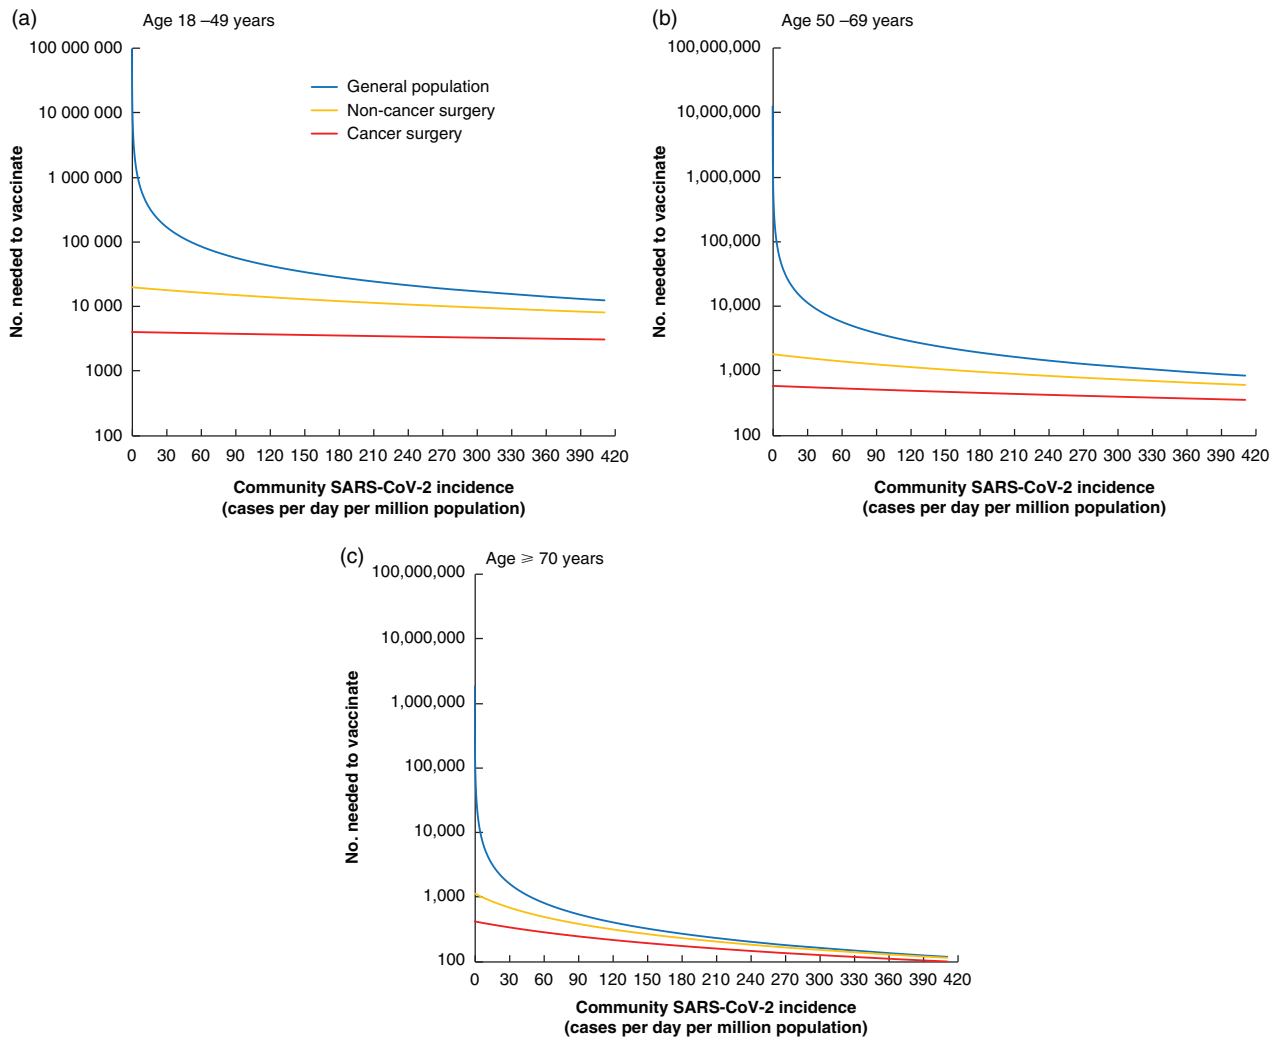 (a)
Age 18 –49 years
100 000 000
10 000 000
1 000 000
100 000
10 000
1000
100
No. needed to vaccinate
General population
Non-cancer surgery
Cancer surgery
0 30 60 90 120 150 180 210 240 270 300 330 360 390 420
Community SARS-CoV-2 incidence
(cases per day per million population)
(b)
Age 50 –69 years
100,000,000
10,000,000
1,000,000
100,000
10,000
1,000
100
No. needed to vaccinate
0 30 60 90 120 150 180 210 240 270 300 330 360 390 420
Community SARS-CoV-2 incidence
(cases per day per million population)
(c)
Age ⩾ 70 years
100,000,000
10,000,000
1,000,000
100,000
10,000
1,000
100
No. needed to vaccinate
0 30 60 90 120 150 180 210 240 270 300 330 360 390 420
Community SARS-CoV-2 incidence
(cases per day per million population)